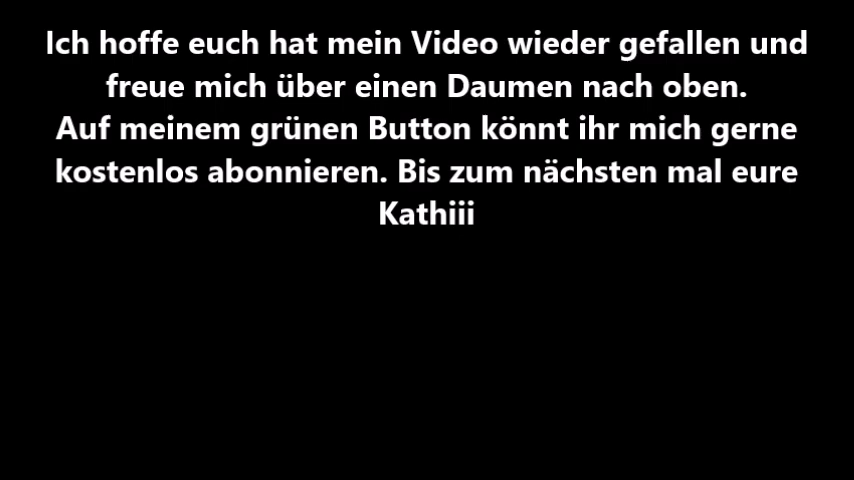 Ich hoffe euch hat mein Video wieder gefallen und
freue mich über einen Daumen nach oben.
Auf meinem grünen Button könnt ihr mich gerne
kostenlos abonnieren. Bis zum nächsten mal eure
Kathiii